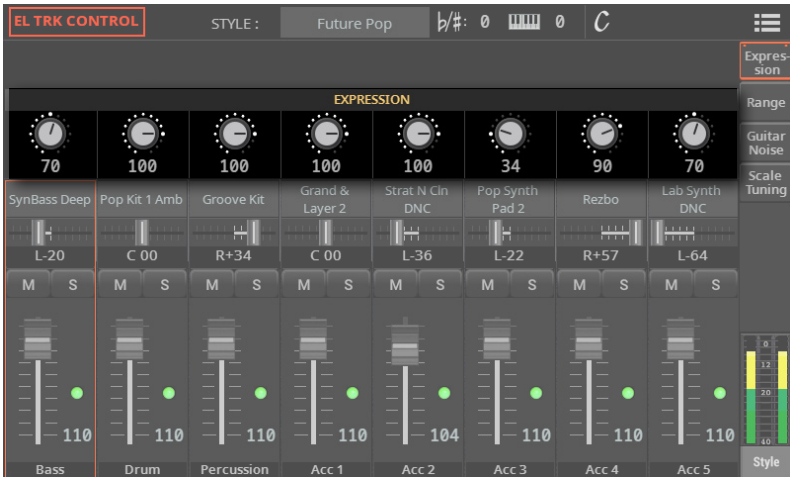 EL TRK CONTROL
STYLE :
Future Pop
♭/♯: 0
0
C
Expres-
sion
Range
Guitar
Noise
Scale
Tuning
EXPRESSION
70 100 100 100 100 34 90 70
SynBass Deep
Pop Kit 1 Amb
Groove Kit
Grand &
Layer 2
Strat N Cln
DNC
Pop Synth
Pad 2
Rezbo
Lab Synth
DNC
L-20 C 00 R+34 C 00 L-36 L-22 R+57 L-64
M S M S M S M S M S M S M S M S
0
12
20
40
110 110 110 110 104 110 110 110
Bass Drum Percussion Acc 1 Acc 2 Acc 3 Acc 4 Acc 5
Style